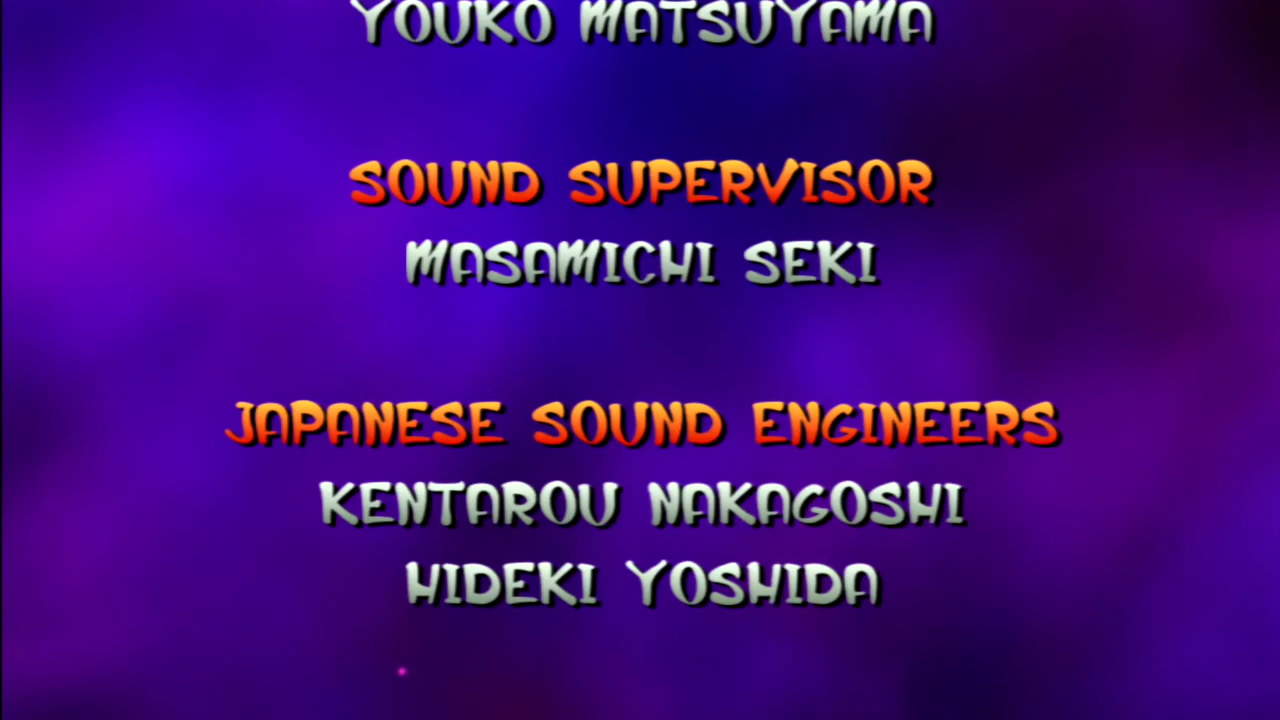 YOUKO MATSUYAMA
SOUND SUPERVISOR
MASAMICHI SEKI
JAPANESE SOUND ENGINEERS
KENTAROU NAKAGOSHI
HIDEKI YOSHIDA